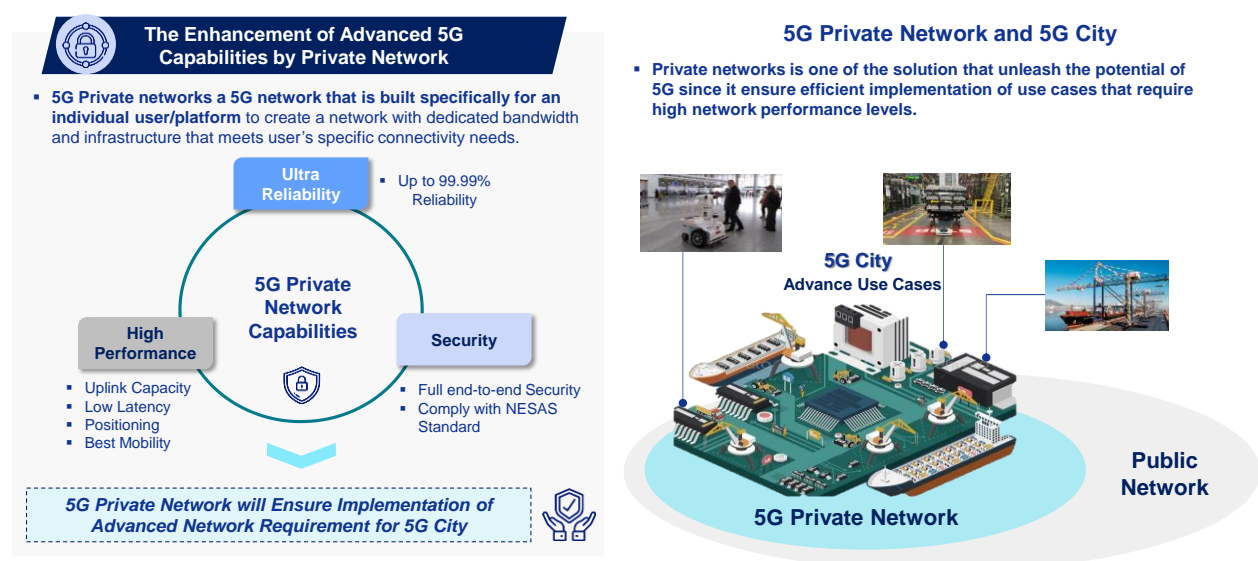 The Enhancement of Advanced 5G
Capabilities by Private Network
▪ 5G Private networks a 5G network that is built specifically for an
individual user/platform to create a network with dedicated bandwidth
and infrastructure that meets user's specific connectivity needs.
Ultra
Reliability
▪ Up to 99.99%
Reliability
5G Private
Network
Capabilities
High
Performance
▪ Uplink Capacity
▪ Low Latency
▪ Positioning
▪ Best Mobility
Security
▪ Full end-to-end Security
▪ Comply with NESAS
Standard
5G Private Network will Ensure Implementation of
Advanced Network Requirement for 5G City
5G Private Network and 5G City
▪ Private networks is one of the solution that unleash the potential of
5G since it ensure efficient implementation of use cases that require
high network performance levels.
5G City
Advance Use Cases
5G Private Network
Public
Network